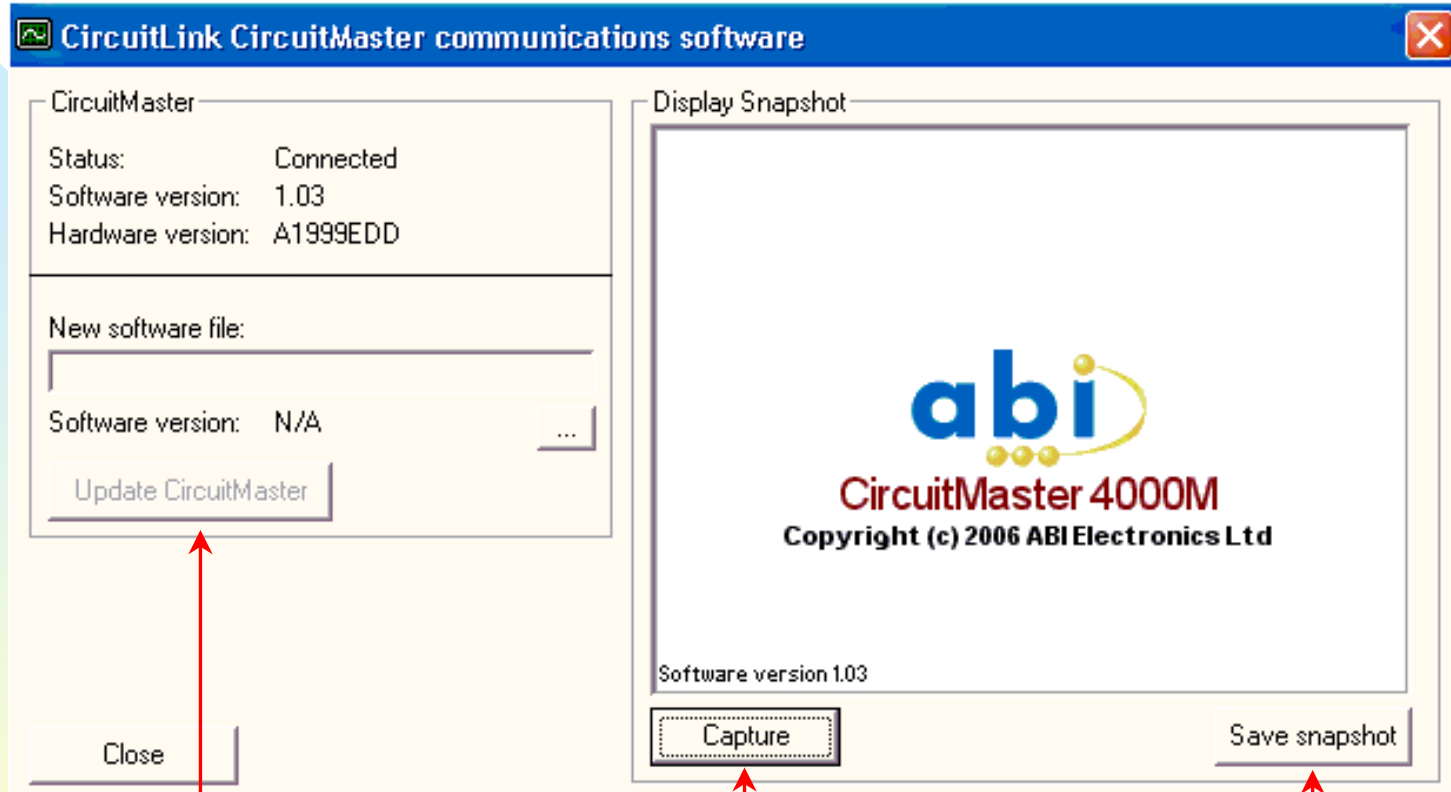 CircuitLink CircuitMaster communications software
CircuitMaster
Status: Connected
Software version: 1.03
Hardware version: A1999EDD
New software file:
Software version: N/A
...
Update CircuitMaster
Close
Display Snapshot
abi
CircuitMaster 4000M
Copyright (c) 2006 ABI Electronics Ltd
Software version 1.03
Capture
Save snapshot